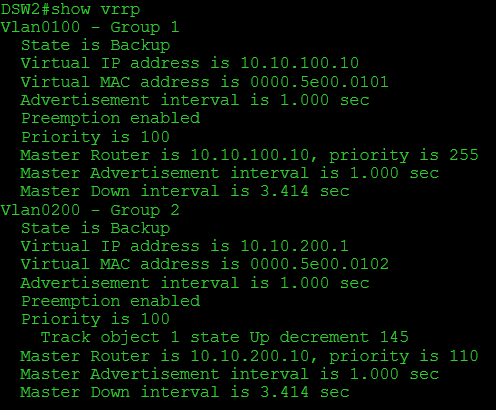 DSW2#show vrrp
Vlan0100 - Group 1
State is Backup
Virtual IP address is 10.10.100.10
Virtual MAC address is 0000.5e00.0101
Advertisement interval is 1.000 sec
Preemption enabled
Priority is 100
Master Router is 10.10.100.10, priority is 255
Master Advertisement interval is 1.000 sec
Master Down interval is 3.414 sec
Vlan0200 - Group 2
State is Backup
Virtual IP address is 10.10.200.1
Virtual MAC address is 0000.5e00.0102
Advertisement interval is 1.000 sec
Preemption enabled
Priority is 100
Track object 1 state Up decrement 145
Master Router is 10.10.200.10, priority is 110
Master Advertisement interval is 1.000 sec
Master Down interval is 3.414 sec